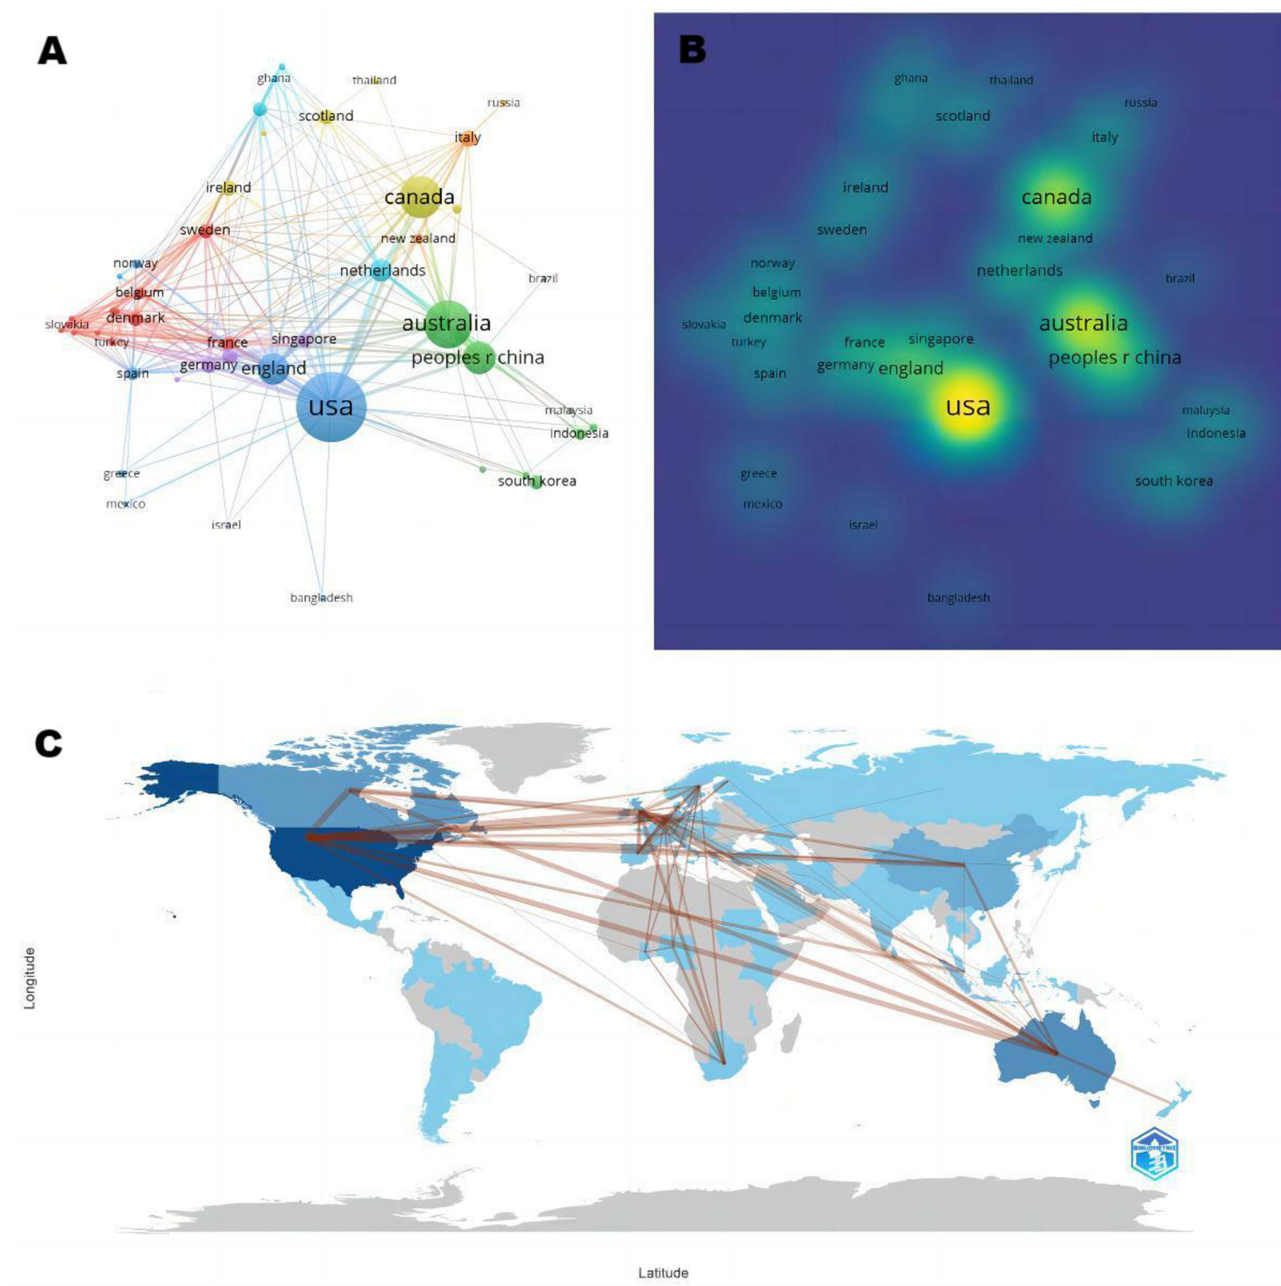 A
ghana
thailand
russia
scotland
italy
ireland
canada
sweden
new zealand
norway
netherlands
brazil
belgium
slovakia
denmark
australia
turkey
france
singapore
peoples r china
germany
england
spain
usa
malaysia
indonesia
greece
south korea
mexico
israel
bangladesh
B
ghana
thailand
russia
scotland
italy
ireland
canada
sweden
new zealand
norway
netherlands
brazil
belgium
slovakia
denmark
australia
turkey
france
singapore
peoples r china
germany
england
spain
usa
malaysia
indonesia
greece
south korea
mexico
israel
bangladesh
C
Longitude
BIBLIOMETRIX
Latitude